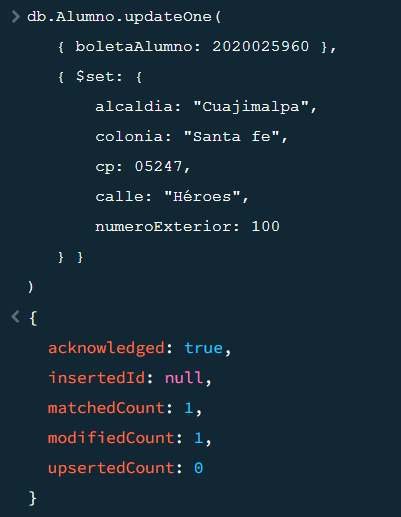 > db.Alumno.updateOne(
{ boletaAlumno: 2020025960 },
{ $set: {
alcaldia: "Cuajimalpa",
colonia: "Santa fe",
cp: 05247,
calle: "Héroes",
numeroExterior: 100
} }
)
< {
acknowledged: true,
insertedId: null,
matchedCount: 1,
modifiedCount: 1,
upsertedCount: 0
}